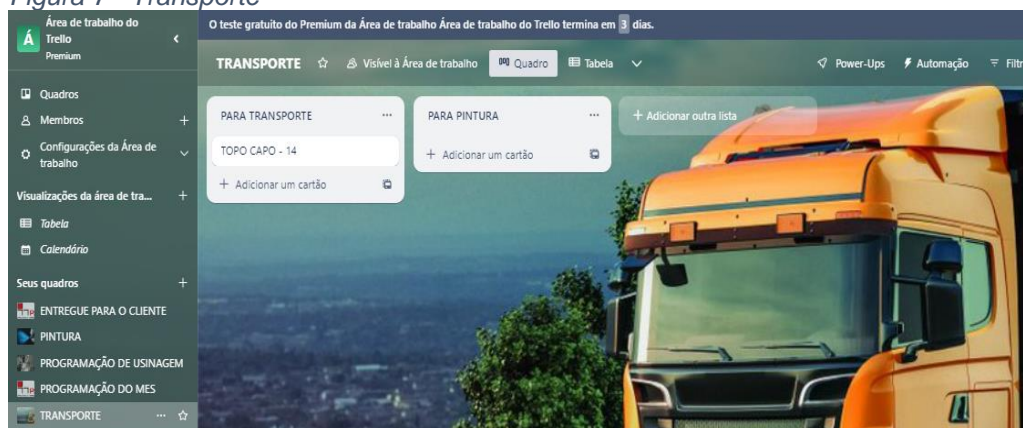 Figura 7 - Transporte
Área de trabalho do
Trello
Premium
Á
O teste gratuito do Premium da Área de trabalho Área de trabalho do Trello termina em 3 dias.
TRANSPORTE
Visível à Área de trabalho
Quadro
Tabela
Power-Ups
Automação
Filtr
Quadros
Membros
Configurações da Área de
trabalho
Visualizações da área de tra...
Tabela
Calendário
Seus quadros
ENTREGUE PARA O CLIENTE
PINTURA
PROGRAMAÇÃO DE USINAGEM
PROGRAMAÇÃO DO MES
TRANSPORTE
PARA TRANSPORTE
TOPO CAPO - 14
+ Adicionar um cartão
PARA PINTURA
+ Adicionar um cartão
+ Adicionar outra lista